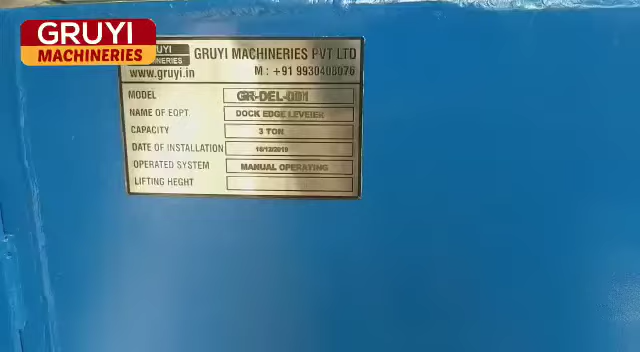 GRUYI
MACHINERIES
GRUYI MACHINERIES PVT LTD
www.gruyi.in M : +91 9930408076
MODEL GR-DEL-001
NAME OF EQPT DOCK EDGE LEVELER
CAPACITY 3 TON
DATE OF INSTALLATION 16/12/2019
OPERATED SYSTEM MANUAL OPERATING
LIFTING HEGHT